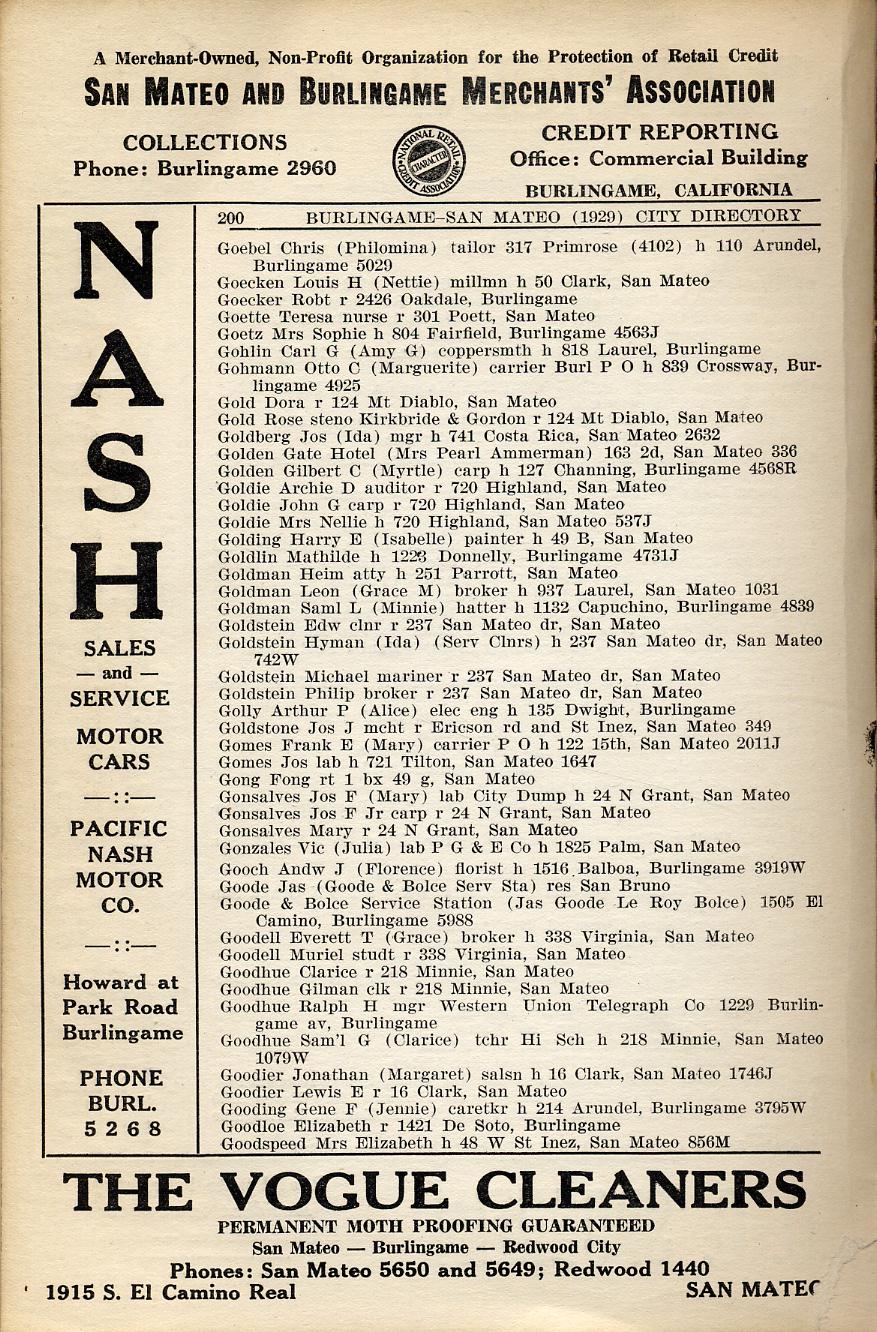 A Merchant-Owned, Non-Profit Organization for the Protection of Retail Credit
SAN MATEO AND BURLINGAME MERCHANTS' ASSOCIATION
COLLECTIONS
Phone: Burlingame 2960
NATIONAL RETAIL
CHARACTER
CREDIT ASSOCIATION
CREDIT REPORTING
Office: Commercial Building
BURLINGAME, CALIFORNIA
N
A
S
H
SALES
— and —
SERVICE
MOTOR
CARS
—::—
PACIFIC
NASH
MOTOR
CO.
—::—
Howard at
Park Road
Burlingame
PHONE
BURL.
5 2 6 8
200 BURLINGAME-SAN MATEO (1929) CITY DIRECTORY
Goebel Chris (Philomina) tailor 317 Primrose (4102) h 110 Arundel,
Burlingame 5029
Goecken Louis H (Nettie) millmn h 50 Clark, San Mateo
Goecker Robt r 2426 Oakdale, Burlingame
Goette Teresa nurse r 301 Poett, San Mateo
Goetz Mrs Sophie h 804 Fairfield, Burlingame 4563J
Gohlin Carl G (Amy G) coppersmth h 818 Laurel, Burlingame
Gohmann Otto C (Marguerite) carrier Burl P O h 839 Crossway, Bur-
lingame 4925
Gold Dora r 124 Mt Diablo, San Mateo
Gold Rose steno Kirkbride & Gordon r 124 Mt Diablo, San Mateo
Goldberg Jos (Ida) mgr h 741 Costa Rica, San Mateo 2632
Golden Gate Hotel (Mrs Pearl Ammerman) 163 2d, San Mateo 336
Golden Gilbert C (Myrtle) carp h 127 Channing, Burlingame 4568R
Goldie Archie D auditor r 720 Highland, San Mateo
Goldie John G carp r 720 Highland, San Mateo
Goldie Mrs Nellie h 720 Highland, San Mateo 537J
Golding Harry E (Isabelle) painter h 49 B, San Mateo
Goldlin Mathilde h 1223 Donnelly, Burlingame 4731J
Goldman Heim atty h 251 Parrott, San Mateo
Goldman Leon (Grace M) broker h 937 Laurel, San Mateo 1031
Goldman Saml L (Minnie) hatter h 1132 Capuchino, Burlingame 4839
Goldstein Edw clnr r 237 San Mateo dr, San Mateo
Goldstein Hyman (Ida) (Serv Clnrs) h 237 San Mateo dr, San Mateo
742W
Goldstein Michael mariner r 237 San Mateo dr, San Mateo
Goldstein Philip broker r 237 San Mateo dr, San Mateo
Golly Arthur P (Alice) elec eng h 135 Dwight, Burlingame
Goldstone Jos J mcht r Ericson rd and St Inez, San Mateo 349
Gomes Frank E (Mary) carrier P O h 122 15th, San Mateo 2011J
Gomes Jos lab h 721 Tilton, San Mateo 1647
Gong Fong rt 1 bx 49 g, San Mateo
Gonsalves Jos F (Mary) lab City Dump h 24 N Grant, San Mateo
Gonsalves Jos F Jr carp r 24 N Grant, San Mateo
Gonsalves Mary r 24 N Grant, San Mateo
Gonzales Vic (Julia) lab P G & E Co h 1825 Palm, San Mateo
Gooch Andw J (Florence) florist h 1516 Balboa, Burlingame 3919W
Goode Jas (Goode & Bolce Serv Sta) res San Bruno
Goode & Bolce Service Station (Jas Goode Le Roy Bolce) 1505 El
Camino, Burlingame 5988
Goodell Everett T (Grace) broker h 338 Virginia, San Mateo
Goodell Muriel studt r 338 Virginia, San Mateo
Goodhue Clarice r 218 Minnie, San Mateo
Goodhue Gilman clk r 218 Minnie, San Mateo
Goodhue Ralph H mgr Western Union Telegraph Co 1229 Burlin-
game av, Burlingame
Goodhue Sam'l G (Clarice) tchr Hi Sch h 218 Minnie, San Mateo
1079W
Goodier Jonathan (Margaret) salsn h 16 Clark, San Mateo 1746J
Goodier Lewis E r 16 Clark, San Mateo
Gooding Gene F (Jennie) caretkr h 214 Arundel, Burlingame 3795W
Goodloe Elizabeth r 1421 De Soto, Burlingame
Goodspeed Mrs Elizabeth h 48 W St Inez, San Mateo 856M
THE VOGUE CLEANERS
PERMANENT MOTH PROOFING GUARANTEED
San Mateo — Burlingame — Redwood City
Phones: San Mateo 5650 and 5649; Redwood 1440
1915 S. El Camino Real SAN MATEO